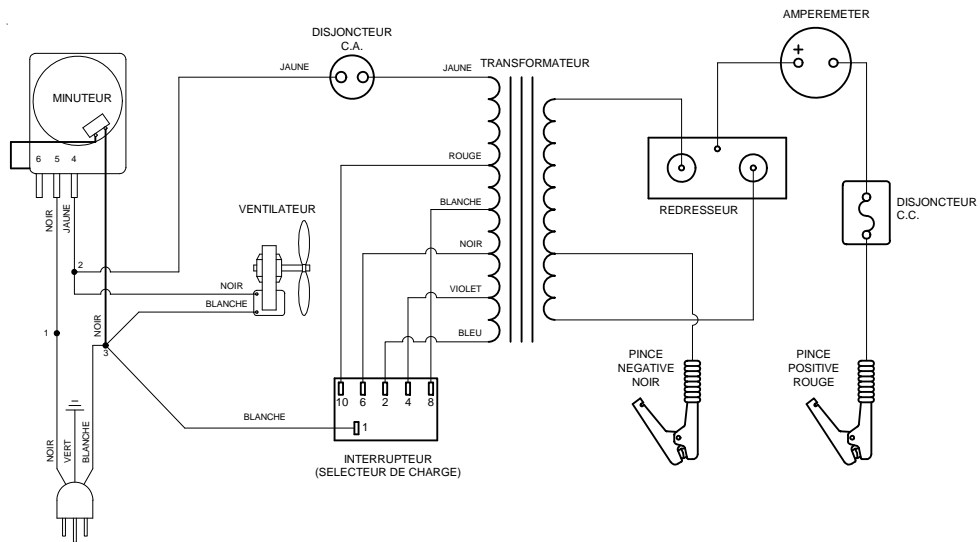 AMPEREMETER
DISJONCTEUR
C.A.
JAUNE
JAUNE
TRANSFORMATEUR
+
MINUTEUR
6 5 4
ROUGE
REDRESSEUR
DISJONCTEUR
C.C.
NOIR
JAUNE
VENTILATEUR
BLANCHE
NOIR
2
NOIR
BLANCHE
VIOLET
BLEU
1
NOIR
3
PINCE
NEGATIVE
NOIR
PINCE
POSITIVE
ROUGE
10 6 2 4 8
BLANCHE
1
INTERRUPTEUR
(SELECTEUR DE CHARGE)
NOIR
VERT
BLANCHE